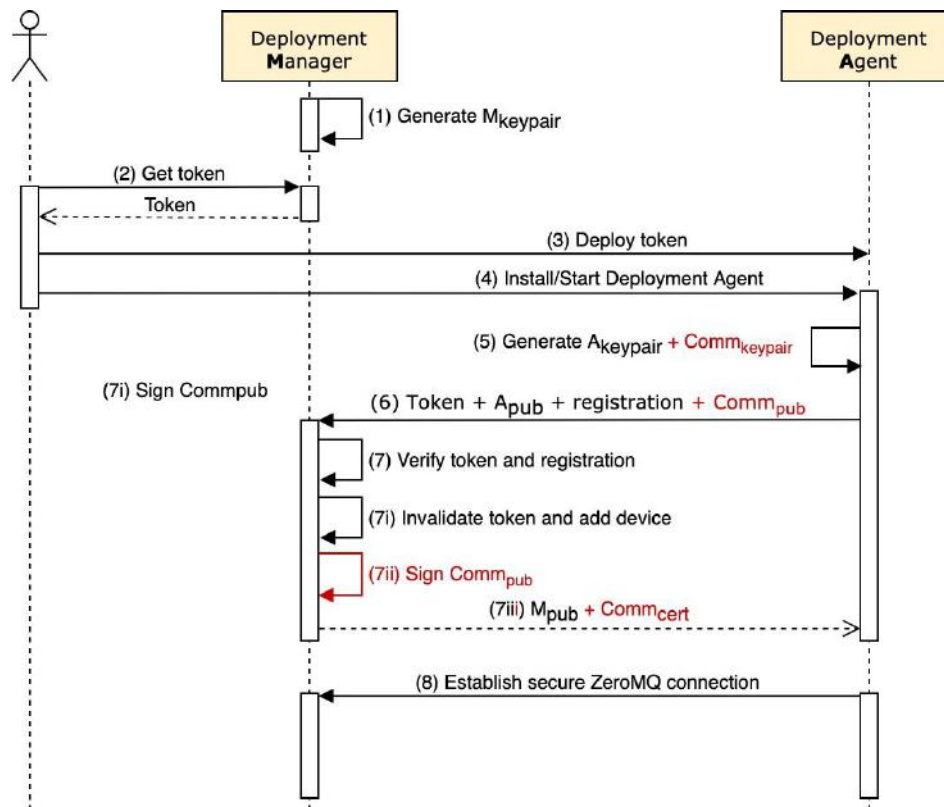 Deployment
Manager
Deployment
Agent
(1) Generate Mkeypair
(2) Get token
Token
(3) Deploy token
(4) Install/Start Deployment Agent
(5) Generate Akeypair + Commkeypair
(7i) Sign Commpub
(6) Token + Apub + registration + Commpub
(7) Verify token and registration
(7i) Invalidate token and add device
(7ii) Sign Commpub
(7iii) Mpub + Commcert
(8) Establish secure ZeroMQ connection